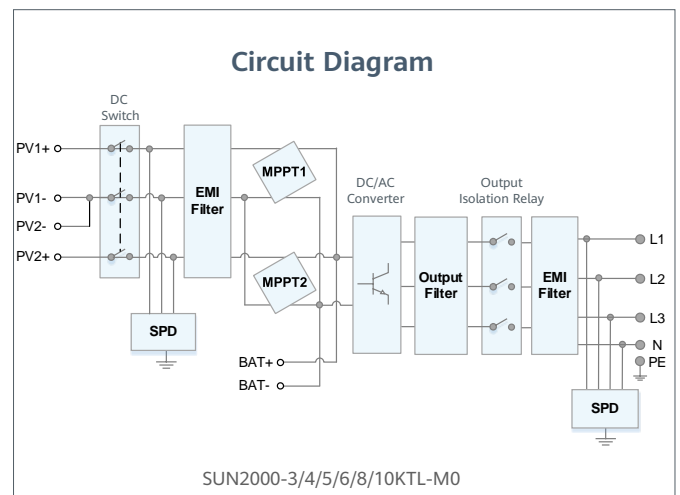 Circuit Diagram
DC
Switch
PV1+
PV1-
PV2-
PV2+
EMI
Filter
MPPT1
MPPT2
SPD
BAT+
BAT-
DC/AC
Converter
Output
Filter
Output
Isolation Relay
EMI
Filter
L1
L2
L3
N
PE
SPD
SUN2000-3/4/5/6/8/10KTL-M0